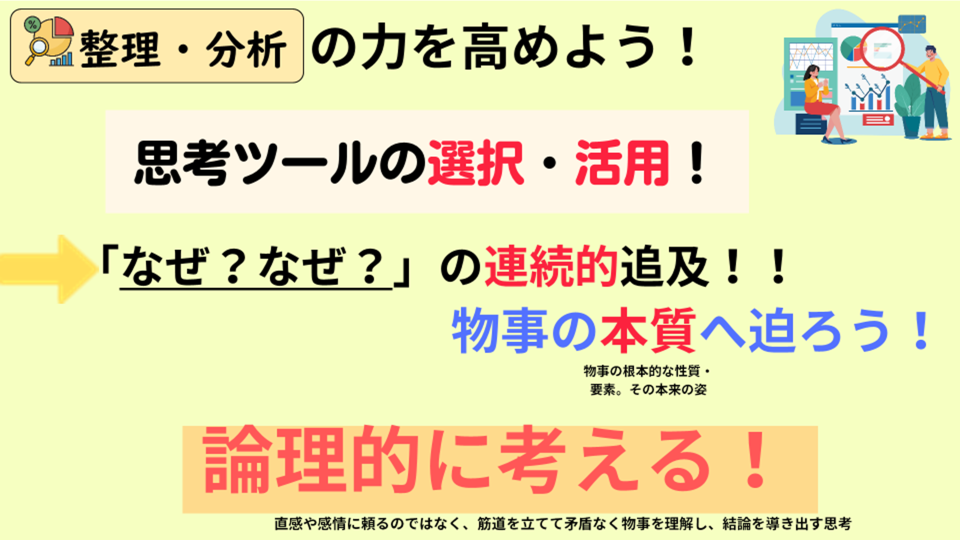 整理・分析の力を高めよう！
思考ツールの選択・活用！
「なぜ？なぜ？」の連続的追及！！
物事の本質へ迫ろう！
物事の根本的な性質・
要素。その本来の姿
論理的に考える！
直感や感情に頼るのではなく、筋道を立てて矛盾なく物事を理解し、結論を導き出す思考